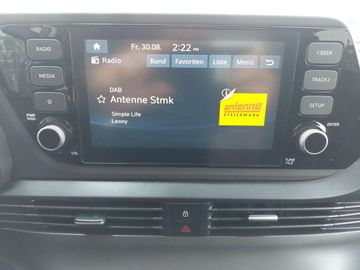 Fr, 30.08. 2:22 PM
Radio Band Favoriten Liste Menü
DAB
Antenne Stmk
Simple Life
Leony
antenne
STEIERMARK
RADIO
MEDIA
PWR
PUSH
VOL
CSEEK
TRACK>
SETUP
ENTER
TUNE
FILE